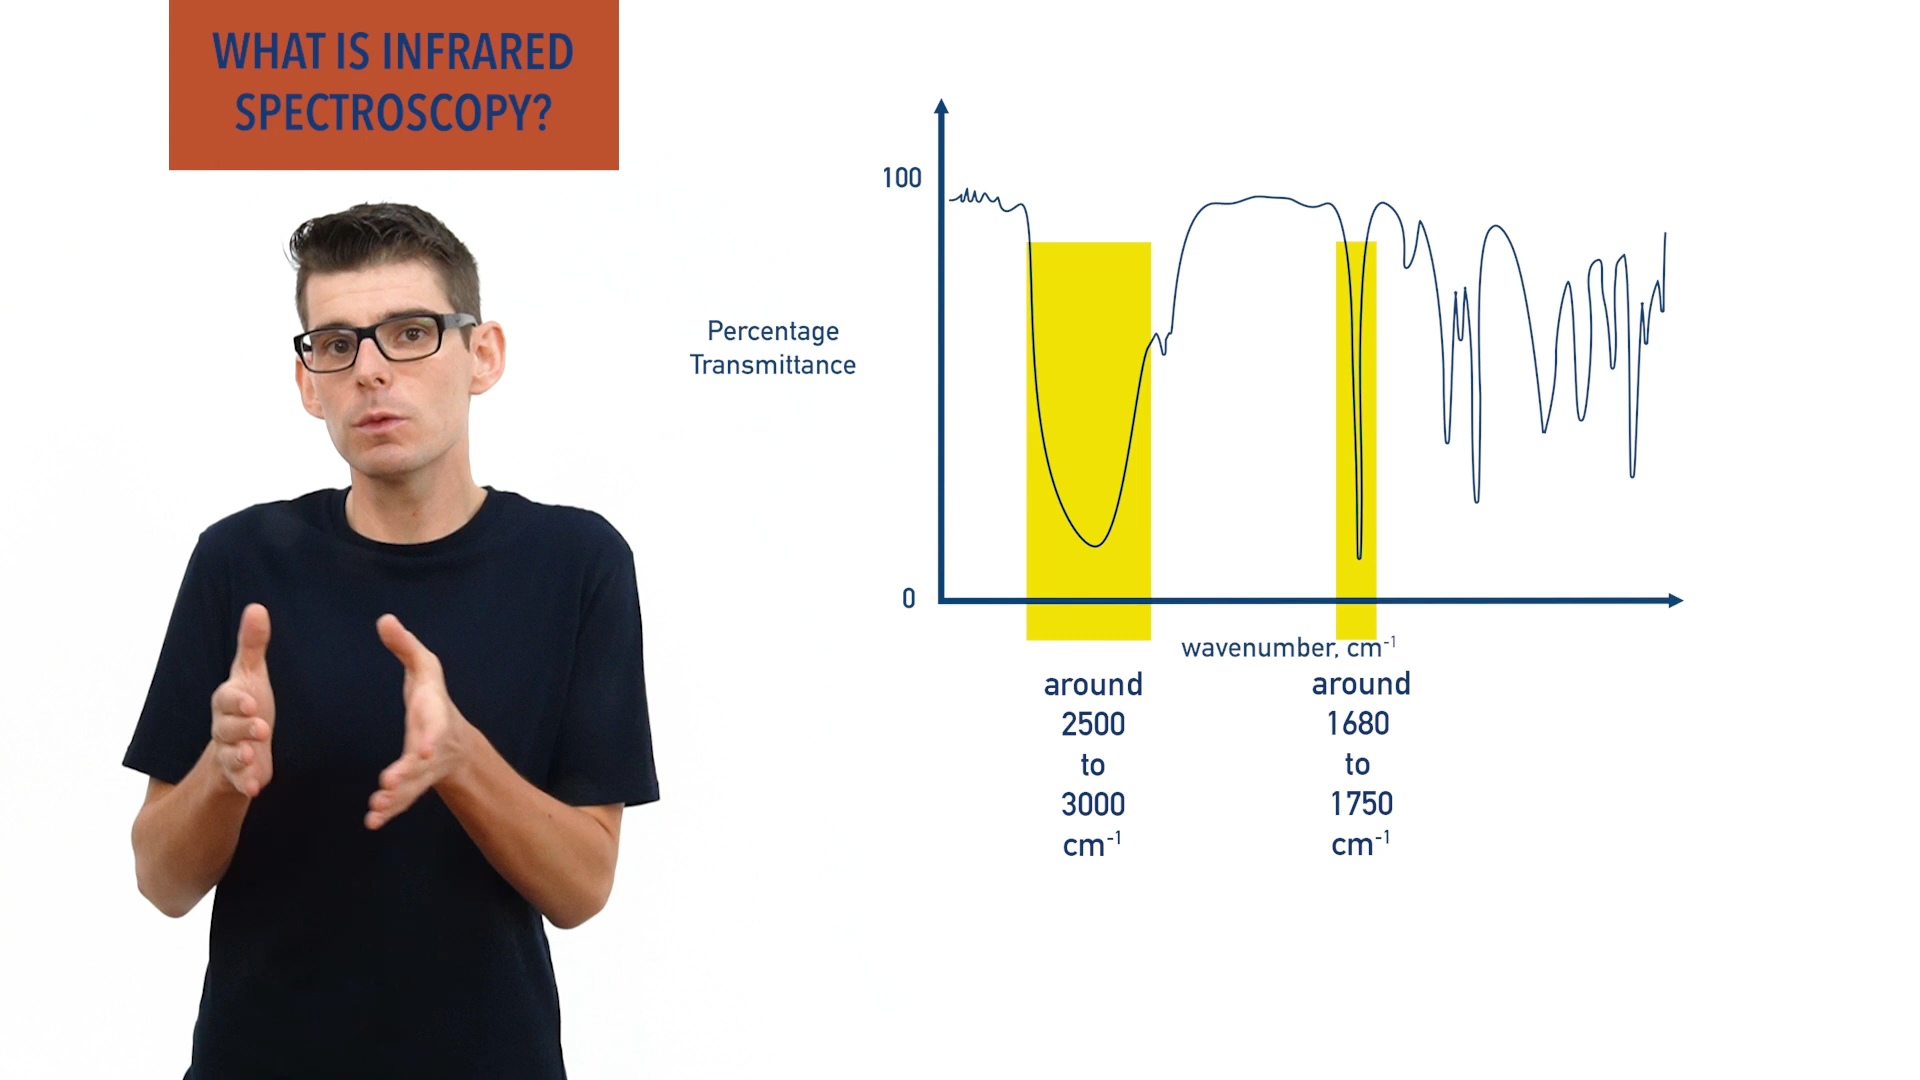 WHAT IS INFRARED
SPECTROSCOPY?
100
Percentage
Transmittance
0
wavenumber, cm⁻¹
around
2500
to
3000
cm⁻¹
around
1680
to
1750
cm⁻¹